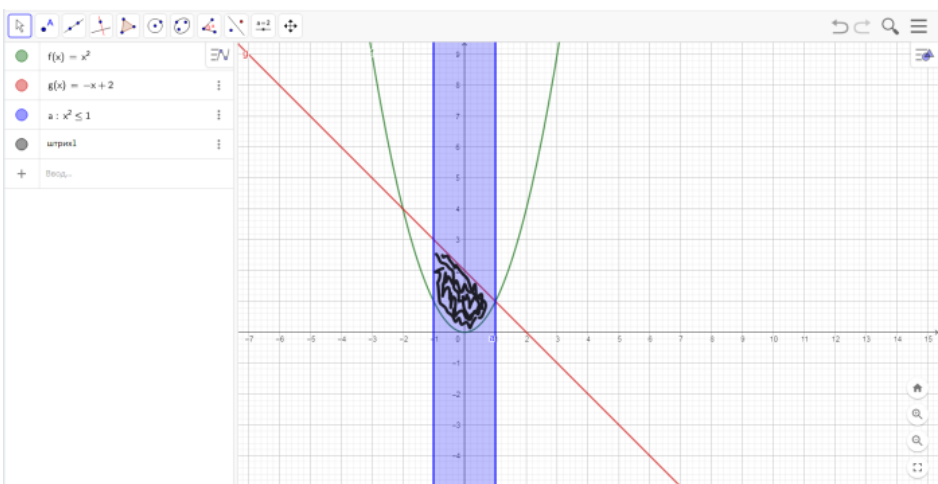 a=2
f(x) = x²
g(x) = −x + 2
a : x² ≤ 1
штрих1
Ввод...
g
f
9
8
7
6
5
4
3
−7 −6 −5 −4 −3 −2 −1 0 2 3 4 5 6 7 8 9 10 11 12 13 14 15
a
−1
−2
−3
−4